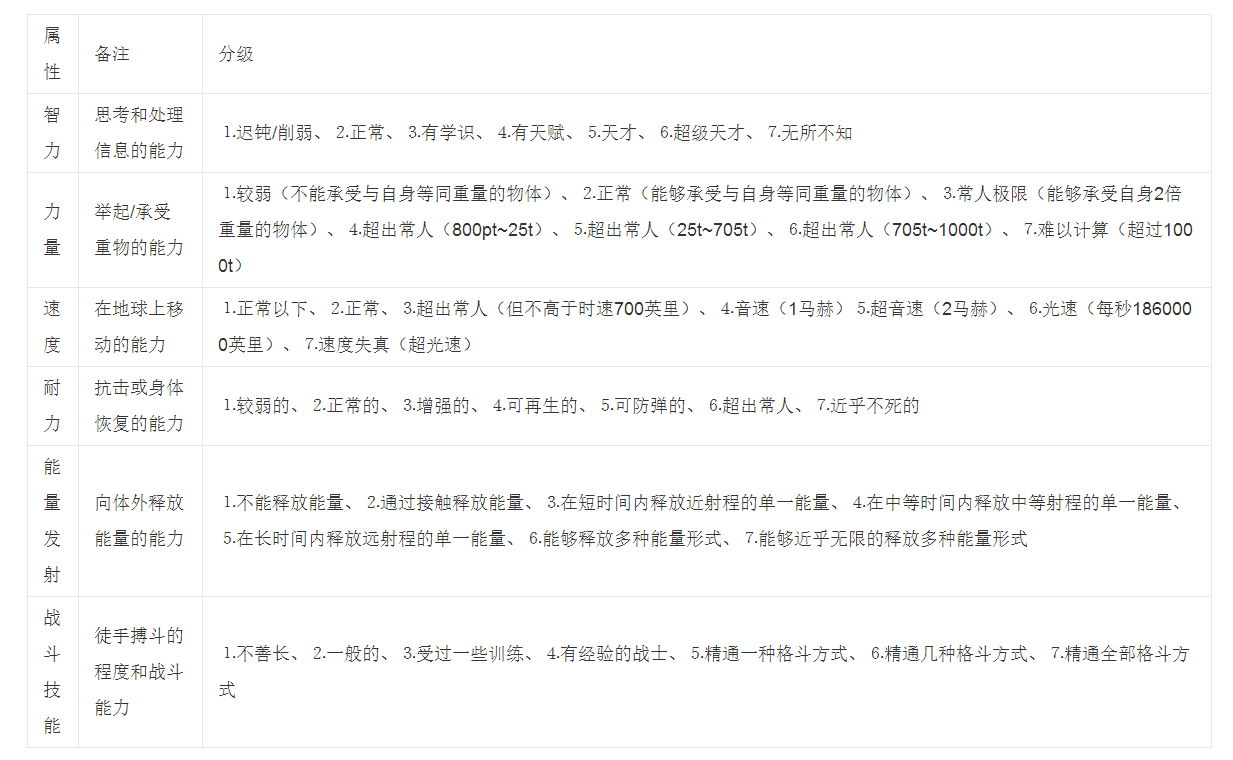 属
性
备注
分级
智
力
思考和处理
信息的能力
1.迟钝/削弱、 2.正常、 3.有学识、 4.有天赋、 5.天才、 6.超级天才、 7.无所不知
力
量
举起/承受
重物的能力
1.较弱（不能承受与自身等同重量的物体）、 2.正常（能够承受与自身等同重量的物体）、 3.常人极限（能够承受自身2倍
重量的物体）、 4.超出常人（800pt~25t）、 5.超出常人（25t~705t）、 6.超出常人（705t~1000t）、 7.难以计算（超过100
0t）
速
度
在地球上移
动的能力
1.正常以下、 2.正常、 3.超出常人（但不高于时速700英里）、 4.音速（1马赫） 5.超音速（2马赫）、 6.光速（每秒186000
0英里）、 7.速度失真（超光速）
耐
力
抗击或身体
恢复的能力
1.较弱的、 2.正常的、 3.增强的、 4.可再生的、 5.可防弹的、 6.超出常人、 7.近乎不死的
能
量
发
射
向体外释放
能量的能力
1.不能释放能量、 2.通过接触释放能量、 3.在短时间内释放近射程的单一能量、 4.在中等时间内释放中等射程的单一能量、
5.在长时间内释放远射程的单一能量、 6.能够释放多种能量形式、 7.能够近乎无限的释放多种能量形式
战
斗
技
能
徒手搏斗的
程度和战斗
能力
1.不善长、 2.一般的、 3.受过一些训练、 4.有经验的战士、 5.精通一种格斗方式、 6.精通几种格斗方式、 7.精通全部格斗方
式